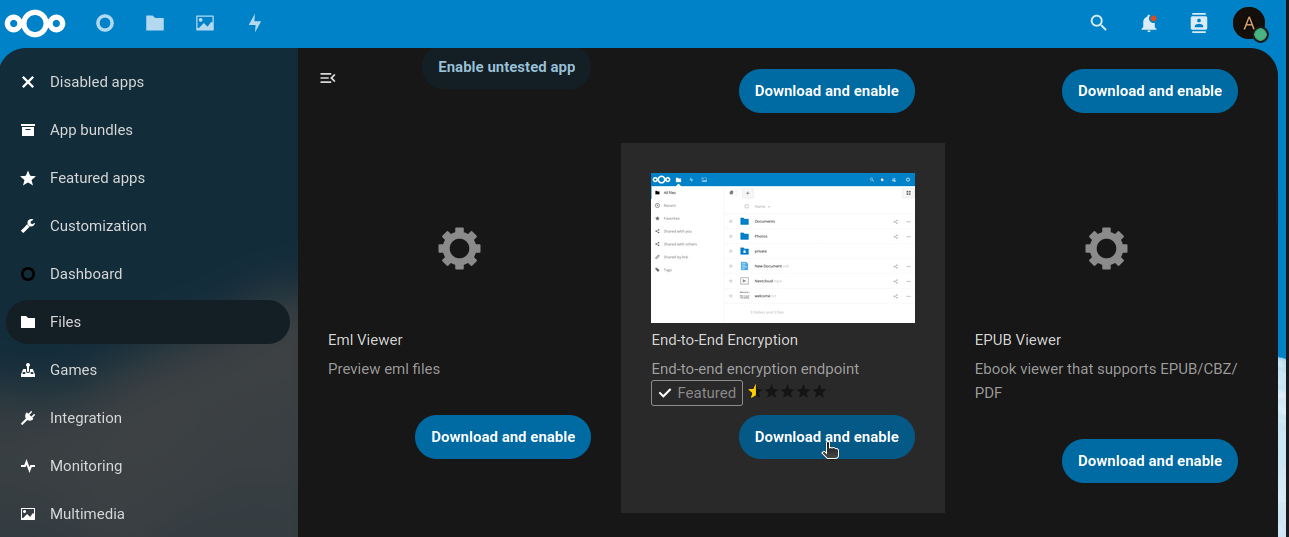 A
Disabled apps
App bundles
Featured apps
Customization
Dashboard
Files
Games
Integration
Monitoring
Multimedia
Enable untested app
Download and enable
Download and enable
Eml Viewer
Preview eml files
Download and enable
All files
Recent
Favorites
Shared with you
Shared with others
Shared by link
Tags
Name
Documents
Photos
private
New Document
Nextcloud
welcome
End-to-End Encryption
End-to-end encryption endpoint
Featured
Download and enable
EPUB Viewer
Ebook viewer that supports EPUB/CBZ/
PDF
Download and enable